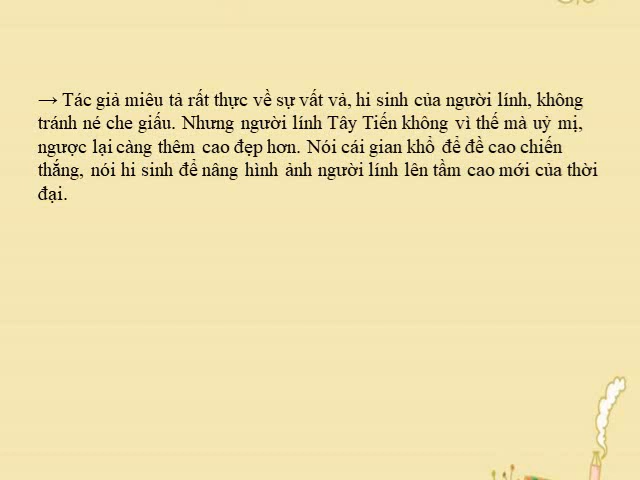 → Tác giả miêu tả rất thực về sự vất vả, hi sinh của người lính, không
tránh né che giấu. Nhưng người lính Tây Tiến không vì thế mà uỷ mị,
ngược lại càng thêm cao đẹp hơn. Nói cái gian khổ để đề cao chiến
thắng, nói hi sinh để nâng hình ảnh người lính lên tầm cao mới của thời
đại.